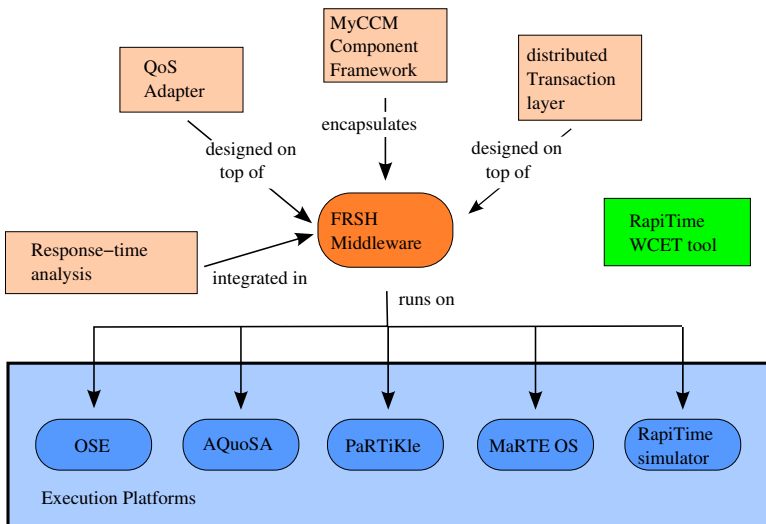 MyCCM
Component
Framework
QoS
Adapter
distributed
Transaction
layer
encapsulates
designed on
top of
designed on
top of
FRSH
Middleware
RapiTime
WCET tool
Response−time
analysis
integrated in
runs on
OSE
AQuoSA
PaRTiKle
MaRTE OS
RapiTime
simulator
Execution Platforms